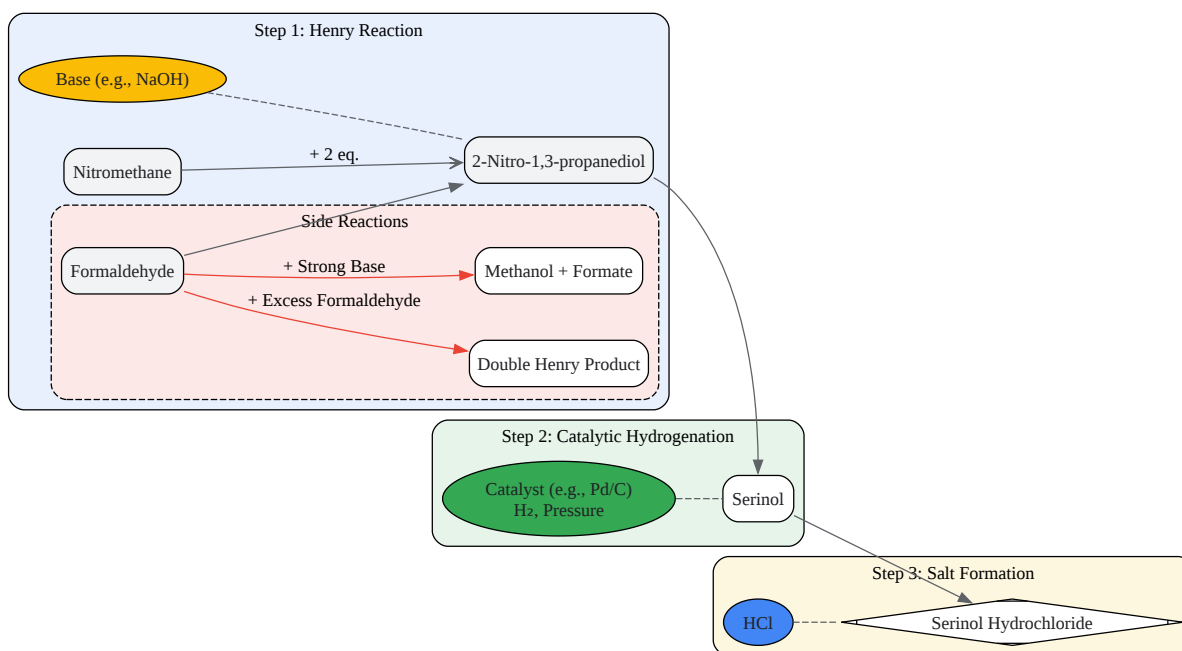 Step 1: Henry Reaction
Base (e.g., NaOH)
Nitromethane
+ 2 eq.
2-Nitro-1,3-propanediol
Side Reactions
Formaldehyde
+ Strong Base
Methanol + Formate
+ Excess Formaldehyde
Double Henry Product
Step 2: Catalytic Hydrogenation
Catalyst (e.g., Pd/C)
H₂, Pressure
Serinol
Step 3: Salt Formation
HCl
Serinol Hydrochloride